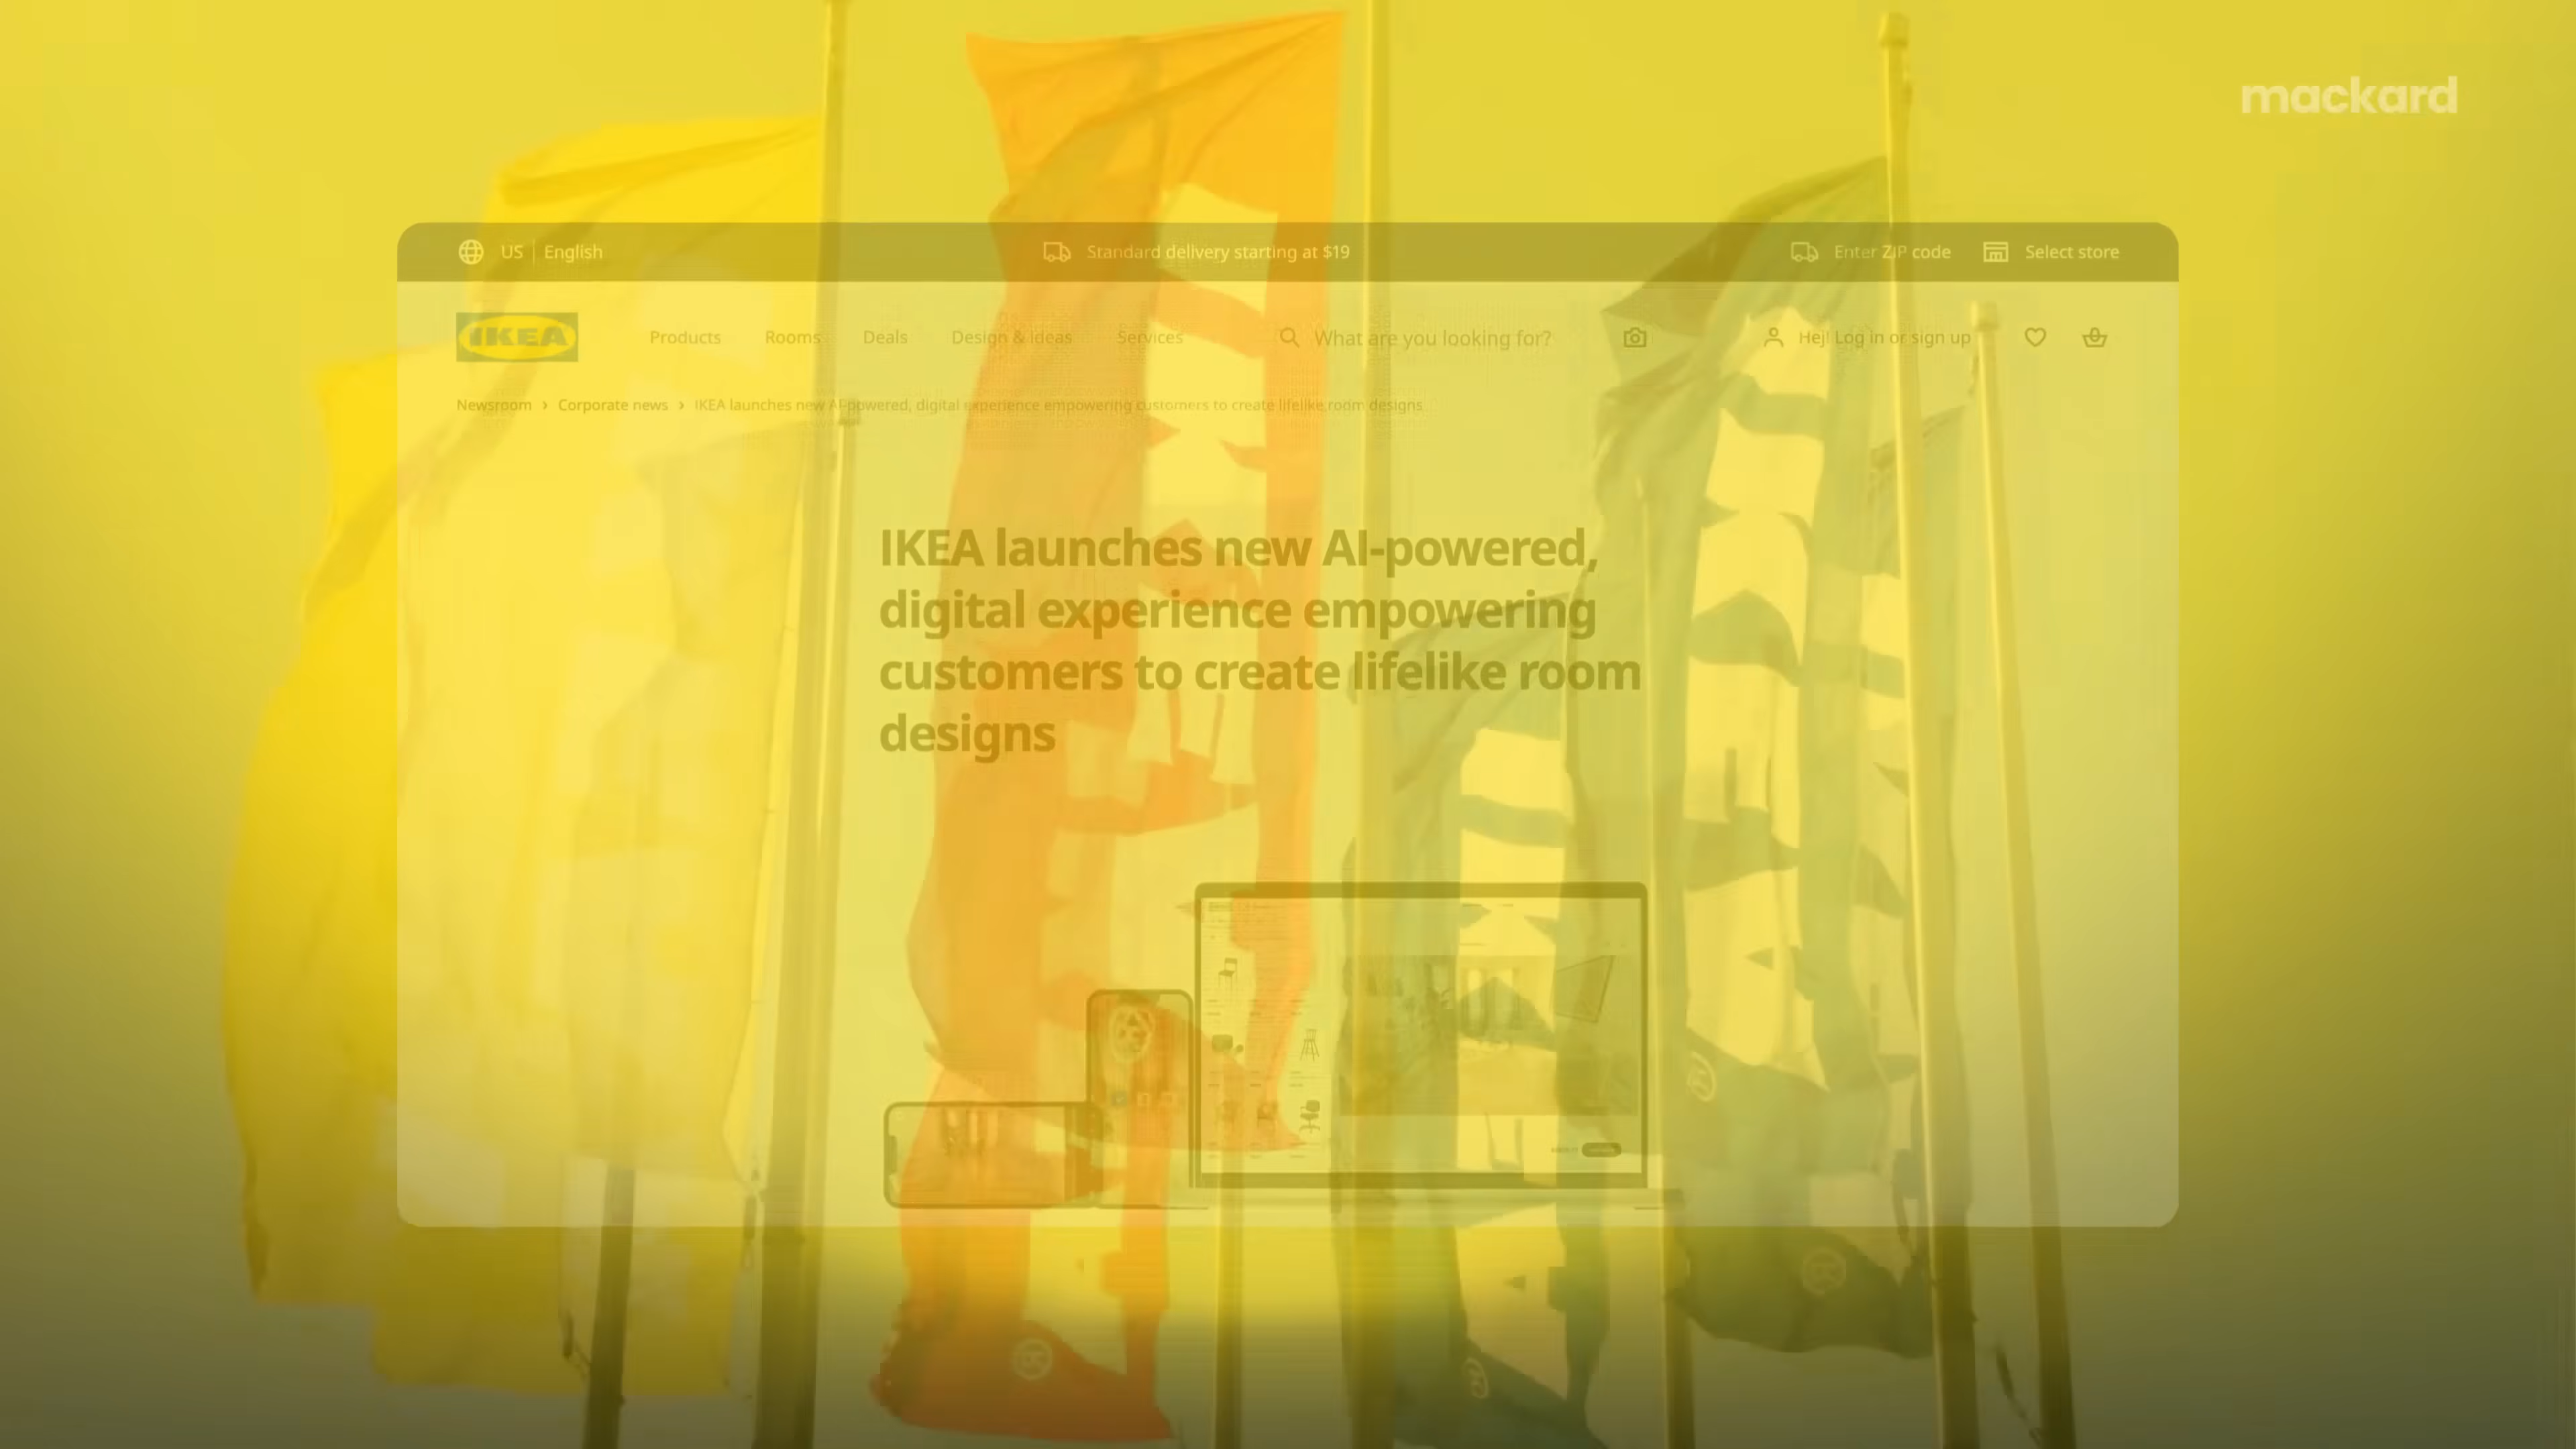 mackard
US | English
Standard delivery starting at $19
Enter ZIP code
Select store
IKEA
Products
Rooms
Deals
Design & ideas
Services
What are you looking for?
Hej! Log in or sign up
Newsroom › Corporate news › IKEA launches new AI-powered, digital experience empowering customers to create lifelike room designs
IKEA launches new AI-powered,
digital experience empowering
customers to create lifelike room
designs